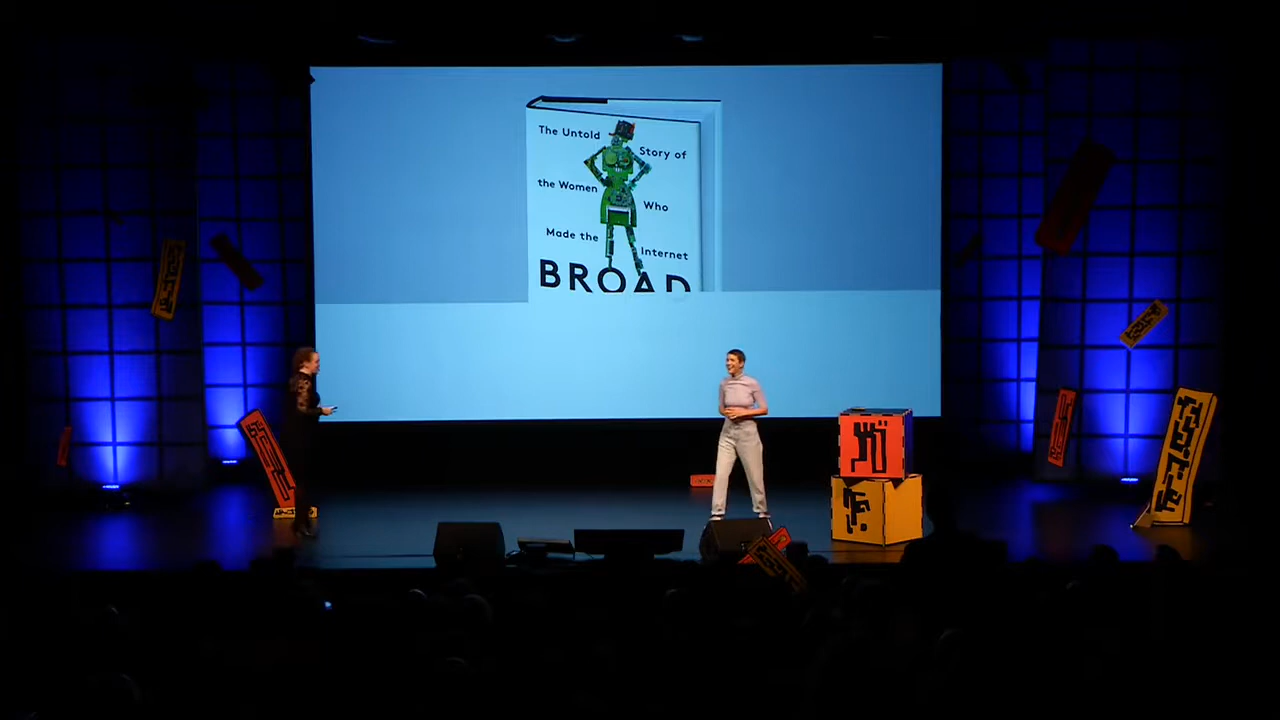 The Untold
Story of
the Women
Who
Made the
Internet
BROAD